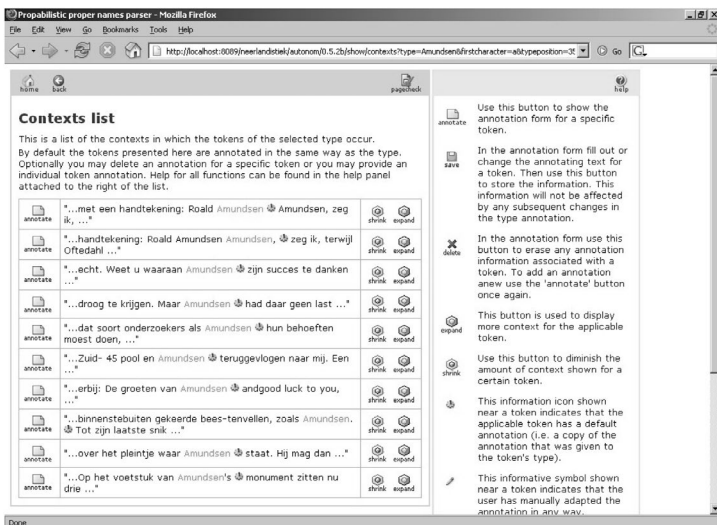 Propabilistic proper names parser - Mozilla Firefox
File Edit View Go Bookmarks Tools Help
http://localhost:8089/neerlandistiek/autonom/0.5.2b/show/contexts?type=Amundsen&firstcharacter=a&typeposition=35
Go
home back pagecheck
Contexts list
This is a list of the contexts in which the tokens of the selected type occur.
By default the tokens presented here are annotated in the same way as the type.
Optionally you may delete an annotation for a specific token or you may provide an
individual token annotation. Help for all functions can be found in the help panel
attached to the right of the list.
annotate "...met een handtekening: Roald Amundsen Amundsen, zeg
ik, ..." shrink expand
annotate "...handtekening: Roald Amundsen Amundsen, zeg ik, terwijl
Oftedahl ..." shrink expand
annotate "...echt. Weet u waaraan Amundsen zijn succes te danken
..." shrink expand
annotate "...droog te krijgen. Maar Amundsen had daar geen last ..." shrink expand
annotate "...dat soort onderzoekers als Amundsen hun behoeften
moest doen, ..." shrink expand
annotate "...Zuid- 45 pool en Amundsen teruggevlogen naar mij. Een
..." shrink expand
annotate "...erbij: De groeten van Amundsen andgood luck to you,
..." shrink expand
annotate "...binnenstebuiten gekeerde bees-tenvellen, zoals Amundsen.
Tot zijn laatste snik ..." shrink expand
annotate "...over het pleintje waar Amundsen staat. Hij mag dan ..." shrink expand
annotate "...Op het voetstuk van Amundsen's monument zitten nu
drie ..." shrink expand
help
annotate Use this button to show the
annotation form for a specific
token.
save In the annotation form fill out or
change the annotating text for
a token. Then use this button
to store the information. This
information will not be affected
by any subsequent changes in
the type annotation.
delete In the annotation form use this
button to erase any annotation
information associated with a
token. To add an annotation
anew use the 'annotate' button
once again.
expand This button is used to display
more context for the applicable
token.
shrink Use this button to diminish the
amount of context shown for a
certain token.
This information icon shown
near a token indicates that the
applicable token has a default
annotation (i.e. a copy of the
annotation that was given to
the token's type).
This informative symbol shown
near a token indicates that the
user has manually adapted the
annotation in any way.
Done